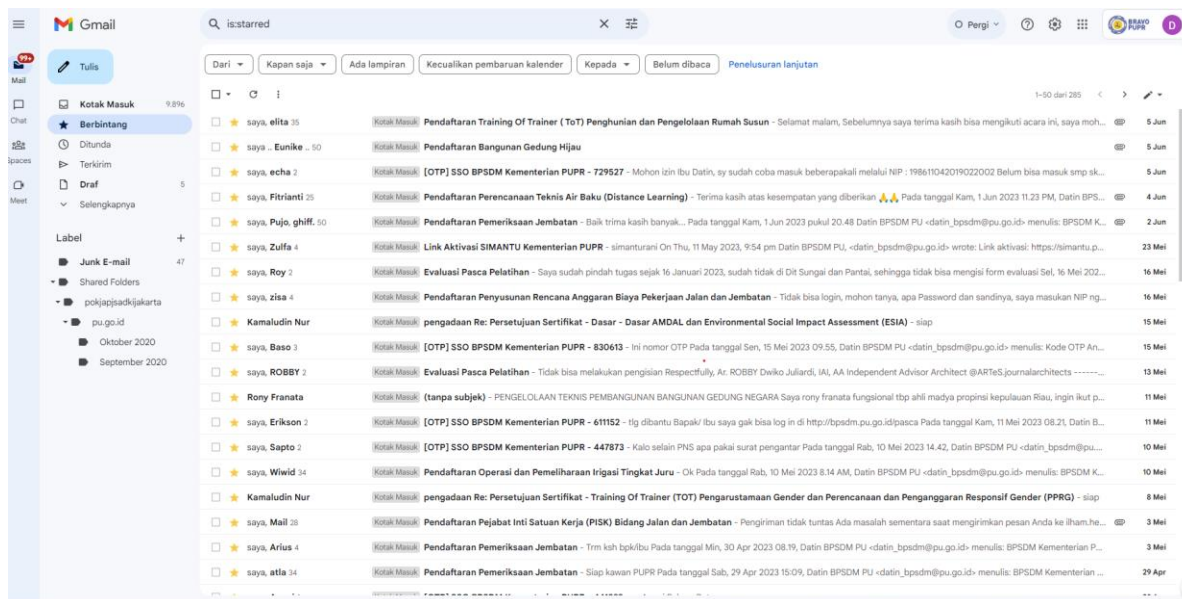 Gmail
is:starred
Pergi
BRAVO PUPR
D
99+
Mail
Chat
Spaces
Meet
Tulis
Kotak Masuk 9.896
Berbintang
Ditunda
Terkirim
Draf 5
Selengkapnya
Label
Junk E-mail 47
Shared Folders
pokjapjsadkijakarta
pu.go.id
Oktober 2020
September 2020
Dari Kapan saja Ada lampiran Kecualikan pembaruan kalender Kepada Belum dibaca Penelusuran lanjutan
1–50 dari 285
saya, elita 35 Kotak Masuk Pendaftaran Training Of Trainer ( ToT) Penghunian dan Pengelolaan Rumah Susun - Selamat malam, Sebelumnya saya terima kasih bisa mengikuti acara ini, saya moh... 5 Jun
saya .. Eunike .. 50 Kotak Masuk Pendaftaran Bangunan Gedung Hijau 5 Jun
saya, echa 2 Kotak Masuk [OTP] SSO BPSDM Kementerian PUPR - 729527 - Mohon izin Ibu Datin, sy sudah coba masuk beberapakali melalui NIP : 198611042019022002 Belum bisa masuk smp sk... 5 Jun
saya, Fitrianti 25 Kotak Masuk Pendaftaran Perencanaan Teknis Air Baku (Distance Learning) - Terima kasih atas kesempatan yang diberikan 🙏🙏 Pada tanggal Kam, 1 Jun 2023 11.23 PM, Datin BPS... 4 Jun
saya, Pujo, ghiff. 50 Kotak Masuk Pendaftaran Pemeriksaan Jembatan - Baik trima kasih banyak... Pada tanggal Kam, 1 Jun 2023 pukul 20.48 Datin BPSDM PU <datin_bpsdm@pu.go.id> menulis: BPSDM K... 2 Jun
saya, Zulfa 4 Kotak Masuk Link Aktivasi SIMANTU Kementerian PUPR - simanturani On Thu, 11 May 2023, 9:54 pm Datin BPSDM PU, <datin_bpsdm@pu.go.id> wrote: Link aktivasi: https://simantu.p... 23 Mei
saya, Roy 2 Kotak Masuk Evaluasi Pasca Pelatihan - Saya sudah pindah tugas sejak 16 Januari 2023, sudah tidak di Dit Sungai dan Pantai, sehingga tidak bisa mengisi form evaluasi Sel, 16 Mei 202... 16 Mei
saya, zisa 4 Kotak Masuk Pendaftaran Penyusunan Rencana Anggaran Biaya Pekerjaan Jalan dan Jembatan - Tidak bisa login, mohon tanya, apa Password dan sandinya, saya masukan NIP ng... 16 Mei
Kamaludin Nur Kotak Masuk pengadaan Re: Persetujuan Sertifikat - Dasar - Dasar AMDAL dan Environmental Social Impact Assessment (ESIA) - siap 15 Mei
saya, Baso 3 Kotak Masuk [OTP] SSO BPSDM Kementerian PUPR - 830613 - Ini nomor OTP Pada tanggal Sen, 15 Mei 2023 09.55, Datin BPSDM PU <datin_bpsdm@pu.go.id> menulis: Kode OTP An... 15 Mei
saya, ROBBY 2 Kotak Masuk Evaluasi Pasca Pelatihan - Tidak bisa melakukan pengisian Respectfully, Ar. ROBBY Dwiko Juliardi, IAI, AA Independent Advisor Architect @ARTeS.journalarchitects ------... 13 Mei
Rony Franata Kotak Masuk (tanpa subjek) - PENGELOLAAN TEKNIS PEMBANGUNAN BANGUNAN GEDUNG NEGARA Saya rony franata fungsional tbp ahli madya propinsi kepulauan Riau, ingin ikut p... 11 Mei
saya, Erikson 2 Kotak Masuk [OTP] SSO BPSDM Kementerian PUPR - 611152 - tlg dibantu Bapak/ Ibu saya gak bisa log in di http://bpsdm.pu.go.id/pasca Pada tanggal Kam, 11 Mei 2023 08.21, Datin B... 11 Mei
saya, Sapto 2 Kotak Masuk [OTP] SSO BPSDM Kementerian PUPR - 447873 - Kalo selain PNS apa pakai surat pengantar Pada tanggal Rab, 10 Mei 2023 14.42, Datin BPSDM PU <datin_bpsdm@pu.... 10 Mei
saya, Wiwid 34 Kotak Masuk Pendaftaran Operasi dan Pemeliharaan Irigasi Tingkat Juru - Ok Pada tanggal Rab, 10 Mei 2023 8.14 AM, Datin BPSDM PU <datin_bpsdm@pu.go.id> menulis: BPSDM K... 10 Mei
Kamaludin Nur Kotak Masuk pengadaan Re: Persetujuan Sertifikat - Training Of Trainer (TOT) Pengarustamaan Gender dan Perencanaan dan Penganggaran Responsif Gender (PPRG) - siap 8 Mei
saya, Mail 28 Kotak Masuk Pendaftaran Pejabat Inti Satuan Kerja (PISK) Bidang Jalan dan Jembatan - Pengiriman tidak tuntas Ada masalah sementara saat mengirimkan pesan Anda ke ilham.he... 3 Mei
saya, Arius 4 Kotak Masuk Pendaftaran Pemeriksaan Jembatan - Trm ksh bpk/ibu Pada tanggal Min, 30 Apr 2023 08.19, Datin BPSDM PU <datin_bpsdm@pu.go.id> menulis: BPSDM Kementerian P... 3 Mei
saya, atla 34 Kotak Masuk Pendaftaran Pemeriksaan Jembatan - Siap kawan PUPR Pada tanggal Sab, 29 Apr 2023 15:09, Datin BPSDM PU <datin_bpsdm@pu.go.id> menulis: BPSDM Kementerian ... 29 Apr